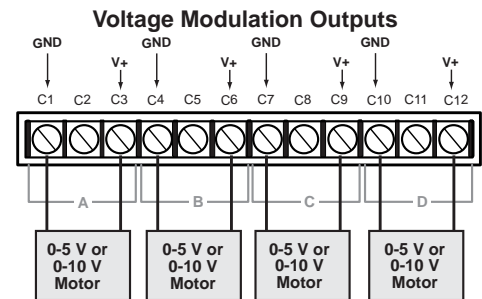 Voltage Modulation Outputs
GND GND GND GND
V+ V+ V+ V+
C1 C2 C3 C4 C5 C6 C7 C8 C9 C10 C11 C12
A B C D
0-5 V or 0-5 V or 0-5 V or 0-5 V or
0-10 V 0-10 V 0-10 V 0-10 V
Motor Motor Motor Motor